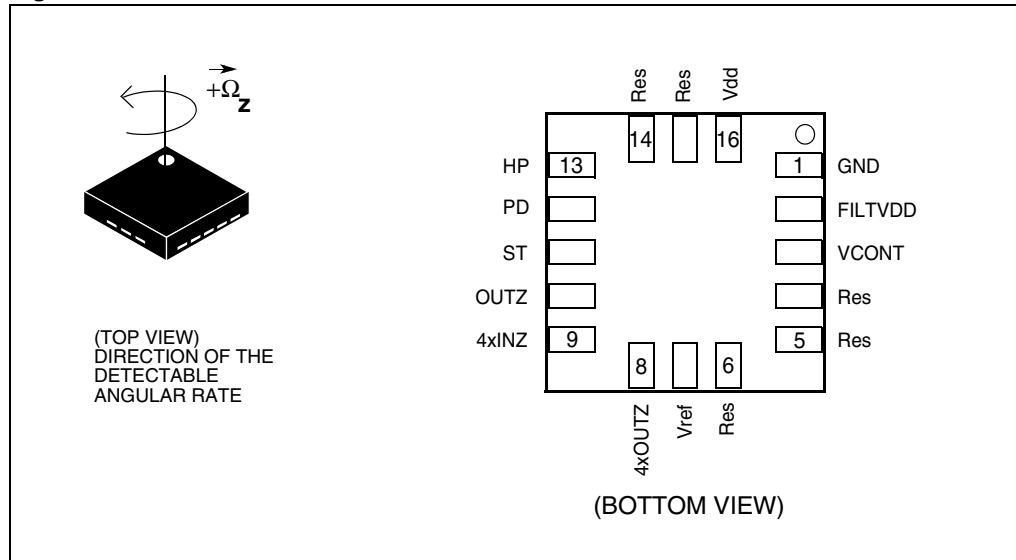 +Ω
z
(TOP VIEW)
DIRECTION OF THE
DETECTABLE
ANGULAR RATE
Res
Res
Vdd
14
16
HP
13
1
GND
PD
FILTVDD
ST
VCONT
OUTZ
Res
4xINZ
9
5
Res
8
6
4xOUTZ
Vref
Res
(BOTTOM VIEW)